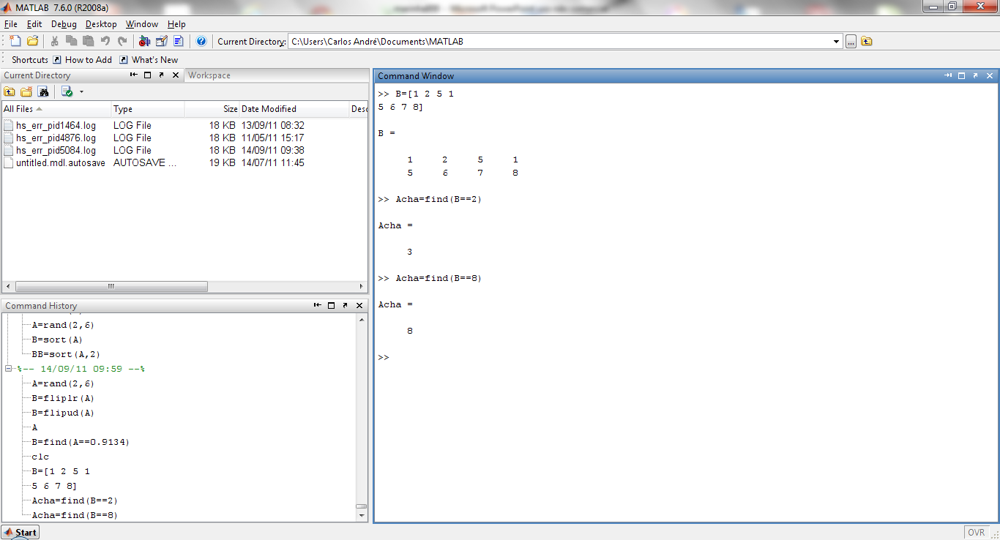 MATLAB 7.6.0 (R2008a)
File Edit Debug Desktop Window Help
Current Directory: C:\Users\Carlos André\Documents\MATLAB ...
Shortcuts How to Add What's New
Current Directory Workspace
All Files Type Size Date Modified Desc
hs_err_pid1464.log LOG File 18 KB 13/09/11 08:32
hs_err_pid4876.log LOG File 18 KB 11/05/11 15:17
hs_err_pid5084.log LOG File 18 KB 14/09/11 09:38
untitled.mdl.autosave AUTOSAVE ... 19 KB 14/07/11 11:45
Command History
A=rand(2,6)
B=sort(A)
BB=sort(A,2)
%-- 14/09/11 09:59 --%
A=rand(2,6)
B=fliplr(A)
B=flipud(A)
A
B=find(A==0.9134)
clc
B=[1 2 5 1
5 6 7 8]
Acha=find(B==2)
Acha=find(B==8)
Command Window
>> B=[1 2 5 1
5 6 7 8]
B =
1 2 5 1
5 6 7 8
>> Acha=find(B==2)
Acha =
3
>> Acha=find(B==8)
Acha =
8
>>
Start
OVR